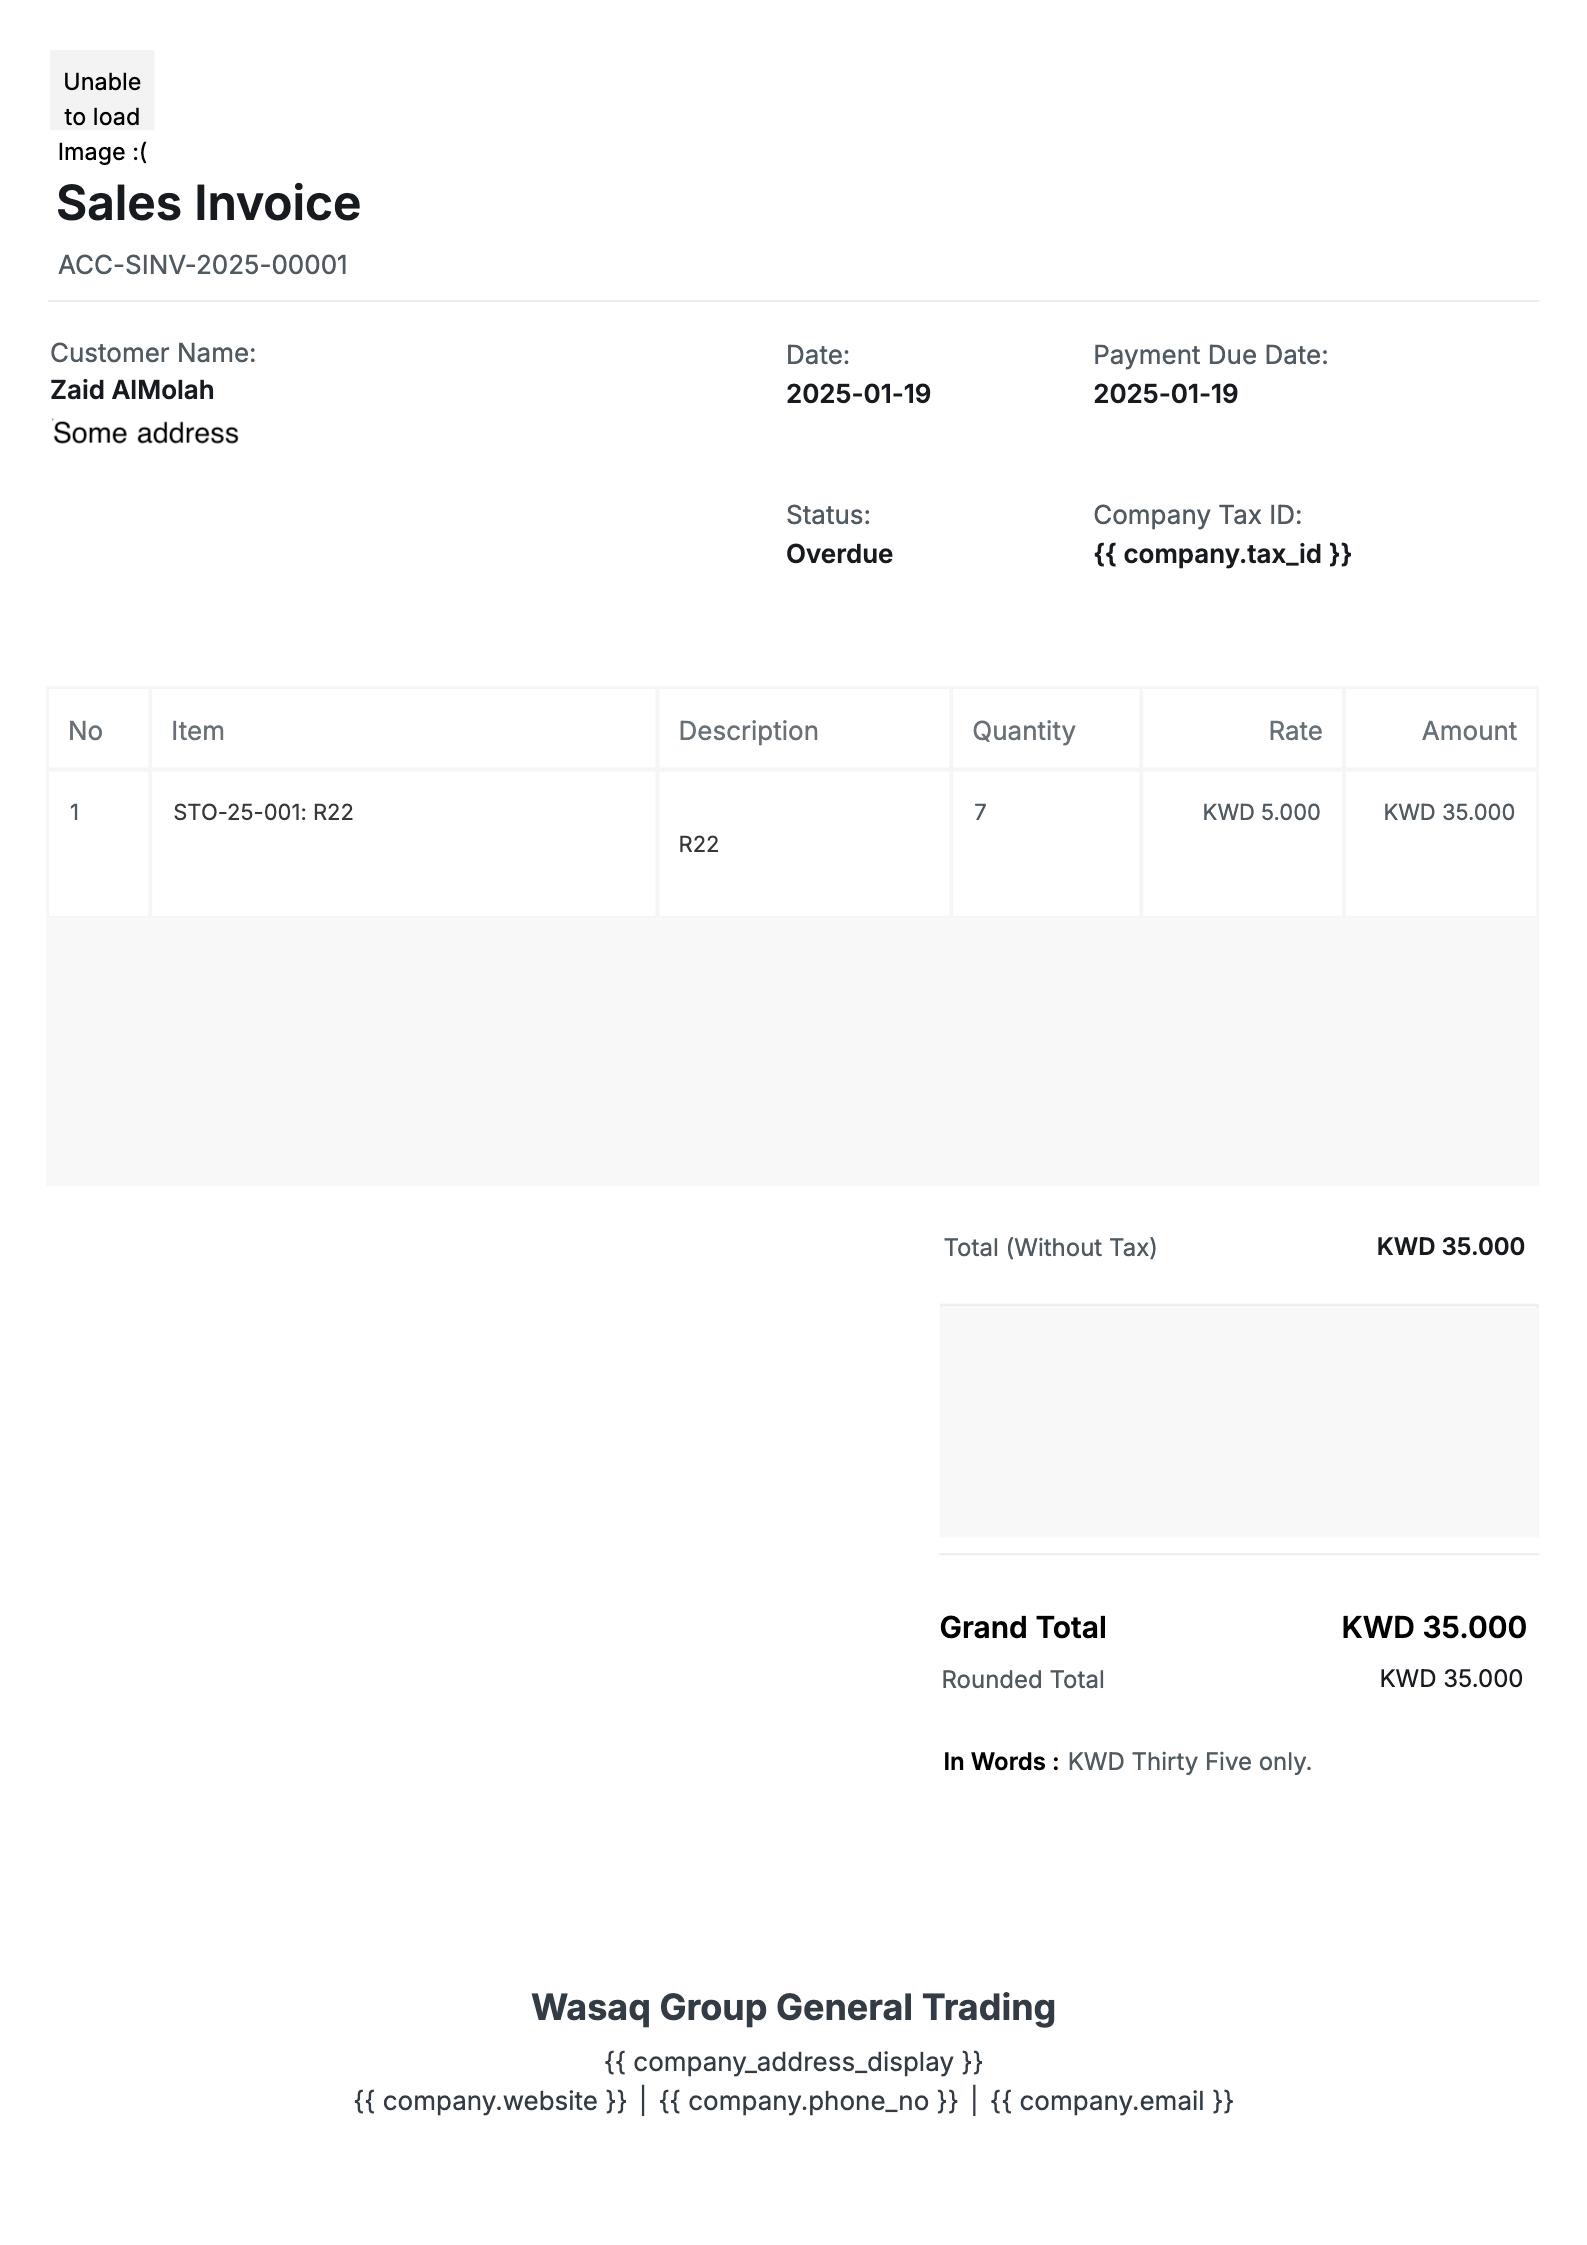 Unable
to load
Image :(
Sales Invoice
ACC-SINV-2025-00001
Customer Name:
Zaid AlMolah
Some address
Date:
2025-01-19
Payment Due Date:
2025-01-19
Status:
Overdue
Company Tax ID:
{{ company.tax_id }}
No Item Description Quantity Rate Amount
1 STO-25-001: R22 R22 7 KWD 5.000 KWD 35.000
Total (Without Tax) KWD 35.000
Grand Total KWD 35.000
Rounded Total KWD 35.000
In Words : KWD Thirty Five only.
Wasaq Group General Trading
{{ company_address_display }}
{{ company.website }} | {{ company.phone_no }} | {{ company.email }}